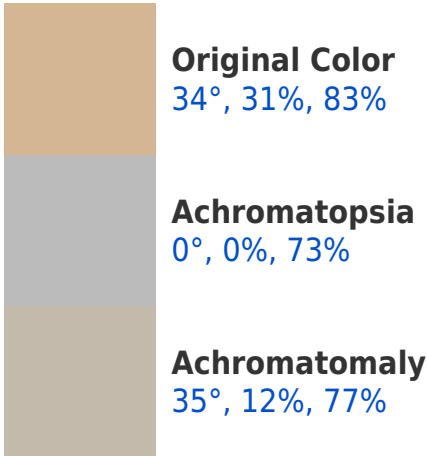 Original Color
34°, 31%, 83%
Achromatopsia
0°, 0%, 73%
Achromatomaly
35°, 12%, 77%